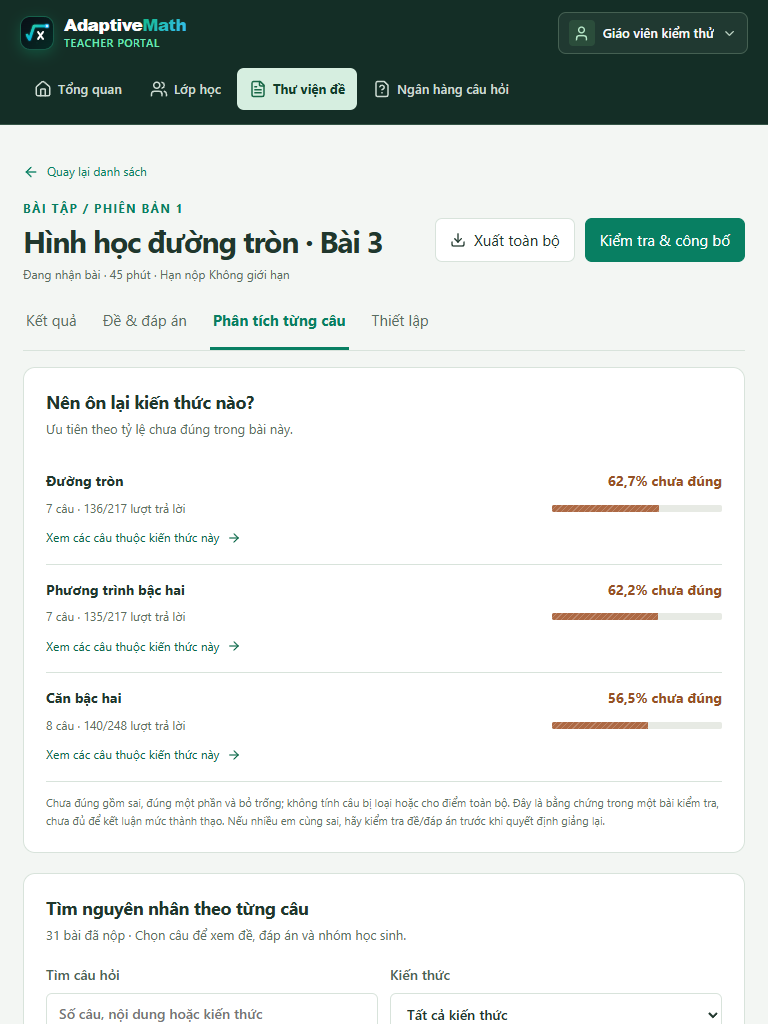 AdaptiveMath
TEACHER PORTAL
Giáo viên kiểm thử
Tổng quan
Lớp học
Thư viện đề
Ngân hàng câu hỏi
Quay lại danh sách
BÀI TẬP / PHIÊN BẢN 1
Hình học đường tròn · Bài 3
Đang nhận bài · 45 phút · Hạn nộp Không giới hạn
Xuất toàn bộ
Kiểm tra & công bố
Kết quả
Đề & đáp án
Phân tích từng câu
Thiết lập
Nên ôn lại kiến thức nào?
Ưu tiên theo tỷ lệ chưa đúng trong bài này.
Đường tròn
62,7% chưa đúng
7 câu · 136/217 lượt trả lời
Xem các câu thuộc kiến thức này
Phương trình bậc hai
62,2% chưa đúng
7 câu · 135/217 lượt trả lời
Xem các câu thuộc kiến thức này
Căn bậc hai
56,5% chưa đúng
8 câu · 140/248 lượt trả lời
Xem các câu thuộc kiến thức này
Chưa đúng gồm sai, đúng một phần và bỏ trống; không tính câu bị loại hoặc cho điểm toàn bộ. Đây là bằng chứng trong một bài kiểm tra,
chưa đủ để kết luận mức thành thạo. Nếu nhiều em cùng sai, hãy kiểm tra đề/đáp án trước khi quyết định giảng lại.
Tìm nguyên nhân theo từng câu
31 bài đã nộp · Chọn câu để xem đề, đáp án và nhóm học sinh.
Tìm câu hỏi
Kiến thức
Số câu, nội dung hoặc kiến thức
Tất cả kiến thức